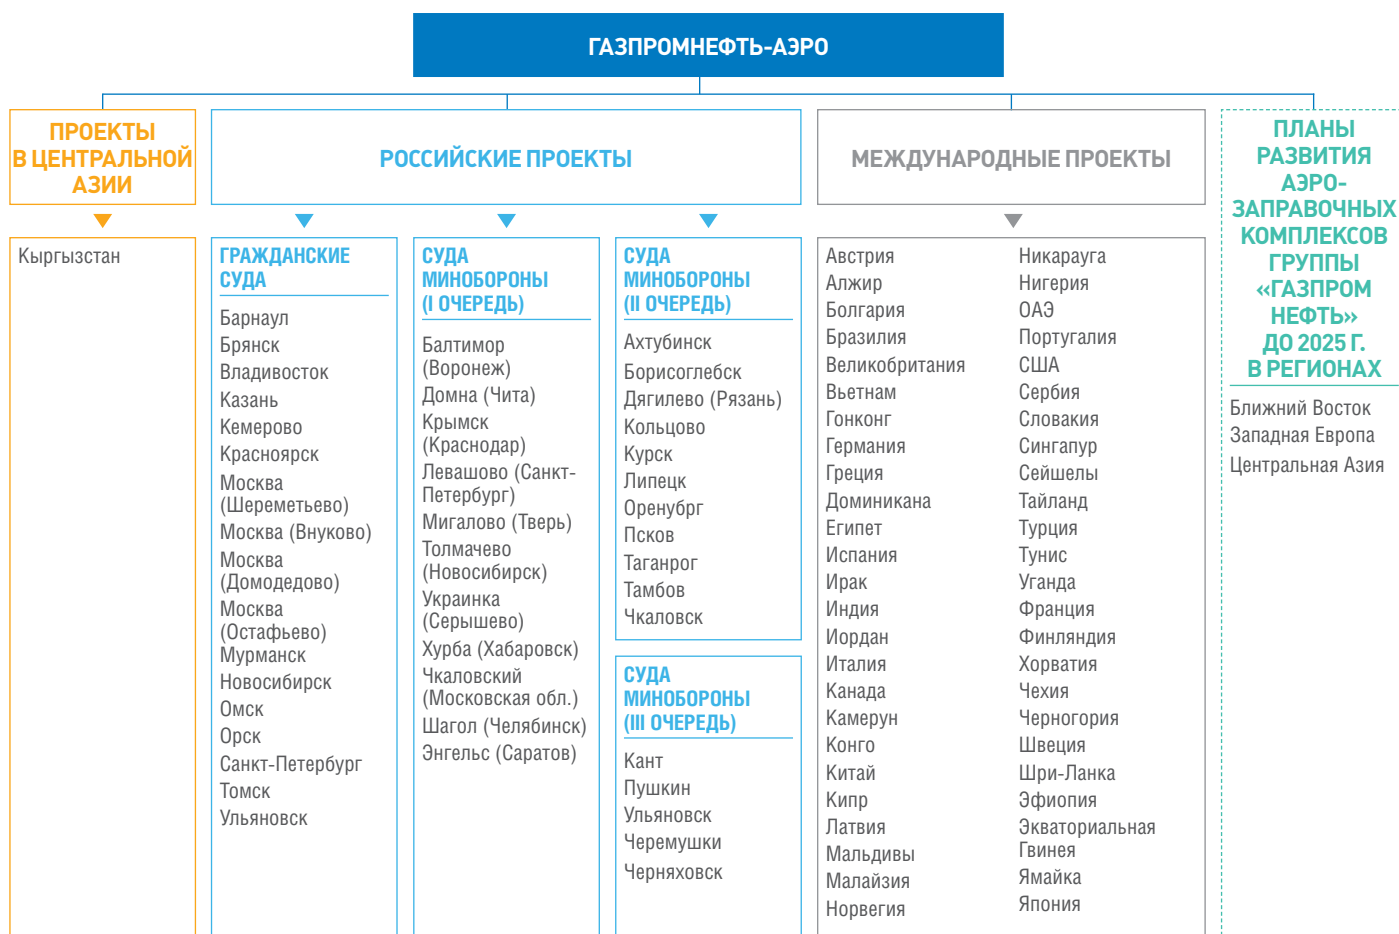 ГАЗПРОМНЕФТЬ-АЭРО
ПРОЕКТЫ
В ЦЕНТРАЛЬНОЙ
АЗИИ
Кыргызстан
РОССИЙСКИЕ ПРОЕКТЫ
ГРАЖДАНСКИЕ
СУДА
Барнаул
Брянск
Владивосток
Казань
Кемерово
Красноярск
Москва
(Шереметьево)
Москва (Внуково)
Москва
(Домодедово)
Москва
(Остафьево)
Мурманск
Новосибирск
Омск
Орск
Санкт-Петербург
Томск
Ульяновск
СУДА
МИНОБОРОНЫ
(I ОЧЕРЕДЬ)
Балтимор
(Воронеж)
Домна (Чита)
Крымск
(Краснодар)
Левашово (Санкт-
Петербург)
Мигалово (Тверь)
Толмачево
(Новосибирск)
Украинка
(Серышево)
Хурба (Хабаровск)
Чкаловский
(Московская обл.)
Шагол (Челябинск)
Энгельс (Саратов)
СУДА
МИНОБОРОНЫ
(II ОЧЕРЕДЬ)
Ахтубинск
Борисоглебск
Дягилево (Рязань)
Кольцово
Курск
Липецк
Оренубрг
Псков
Таганрог
Тамбов
Чкаловск
СУДА
МИНОБОРОНЫ
(III ОЧЕРЕДЬ)
Кант
Пушкин
Ульяновск
Черемушки
Черняховск
МЕЖДУНАРОДНЫЕ ПРОЕКТЫ
Австрия
Алжир
Болгария
Бразилия
Великобритания
Вьетнам
Гонконг
Германия
Греция
Доминикана
Египет
Испания
Ирак
Индия
Иордан
Италия
Канада
Камерун
Конго
Китай
Кипр
Латвия
Мальдивы
Малайзия
Норвегия
Никарауга
Нигерия
ОАЭ
Португалия
США
Сербия
Словакия
Сингапур
Сейшелы
Тайланд
Турция
Тунис
Уганда
Франция
Финляндия
Хорватия
Чехия
Черногория
Швеция
Шри-Ланка
Эфиопия
Экваториальная
Гвинея
Ямайка
Япония
ПЛАНЫ
РАЗВИТИЯ
АЭРО-
ЗАПРАВОЧНЫХ
КОМПЛЕКСОВ
ГРУППЫ
«ГАЗПРОМ
НЕФТЬ»
ДО 2025 Г.
В РЕГИОНАХ
Ближний Восток
Западная Европа
Центральная Азия